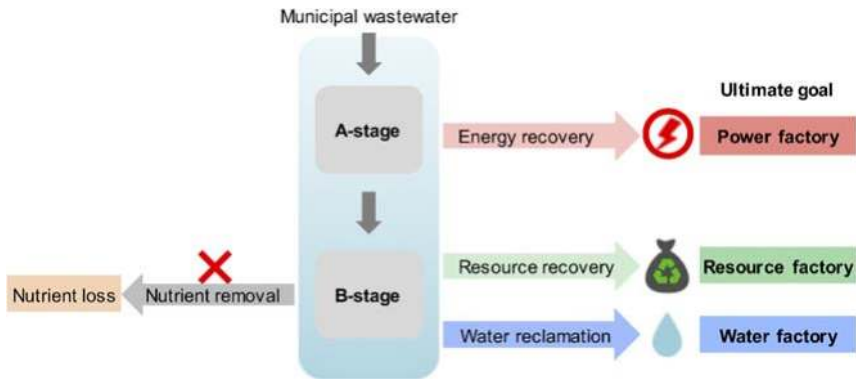 Municipal wastewater
Ultimate goal
A-stage
Energy recovery
Power factory
Nutrient loss
Nutrient removal
B-stage
Resource recovery
Resource factory
Water reclamation
Water factory